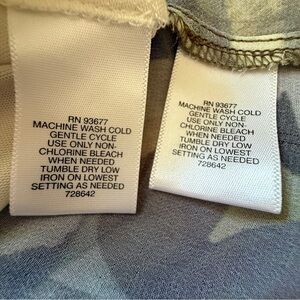 RN 93677
MACHINE WASH COLD
GENTLE CYCLE
USE ONLY NON-
CHLORINE BLEACH
WHEN NEEDED
TUMBLE DRY LOW
IRON ON LOWEST
SETTING AS NEEDED
728642
RN 93677
MACHINE WASH COLD
GENTLE CYCLE
USE ONLY NON-
CHLORINE BLEACH
WHEN NEEDED
TUMBLE DRY LOW
IRON ON LOWEST
SETTING AS NEEDED
728642